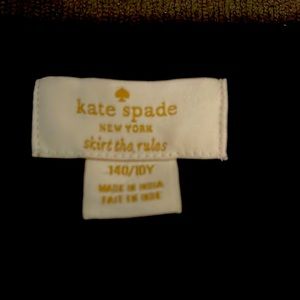 kate spade
NEW YORK
skirt the rules
140/10Y
MADE IN INDIA
FAIT EN INDE